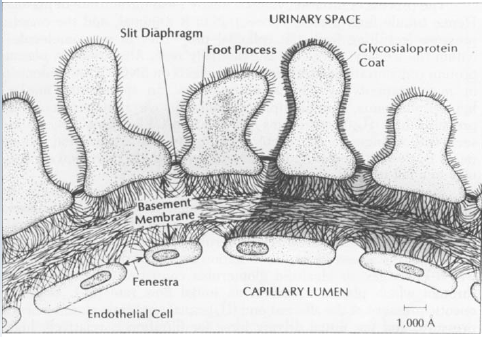 URINARY SPACE
Slit Diaphragm
Foot Process
Glycosialoprotein
Coat
Basement
Membrane
Fenestra
Endothelial Cell
CAPILLARY LUMEN
1,000 Å